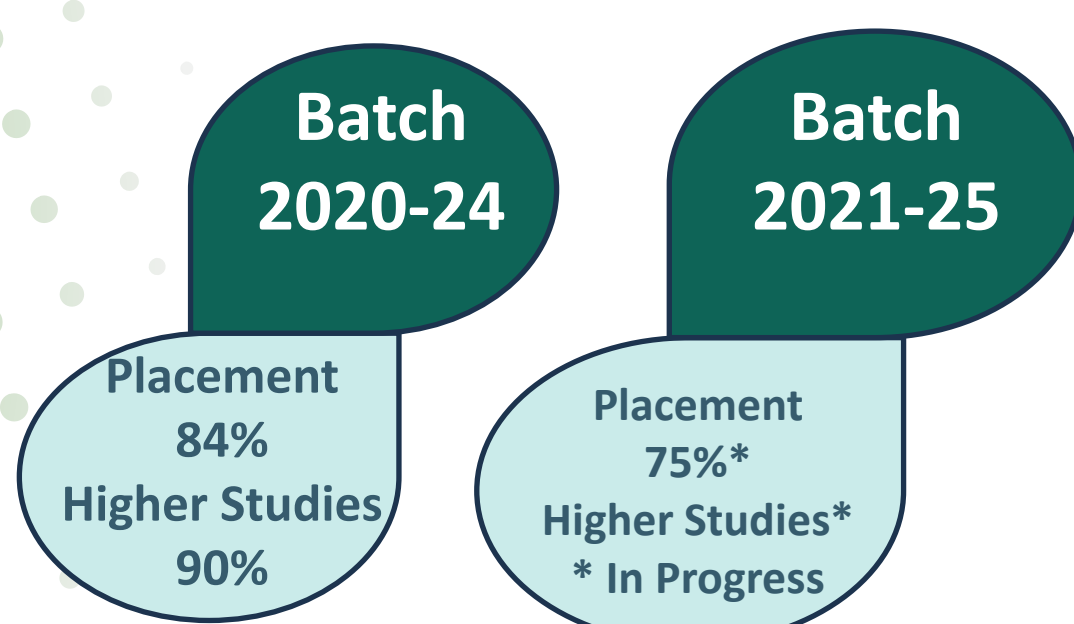 Batch
2020-24
Placement
84%
Higher Studies
90%
Batch
2021-25
Placement
75%*
Higher Studies*
* In Progress